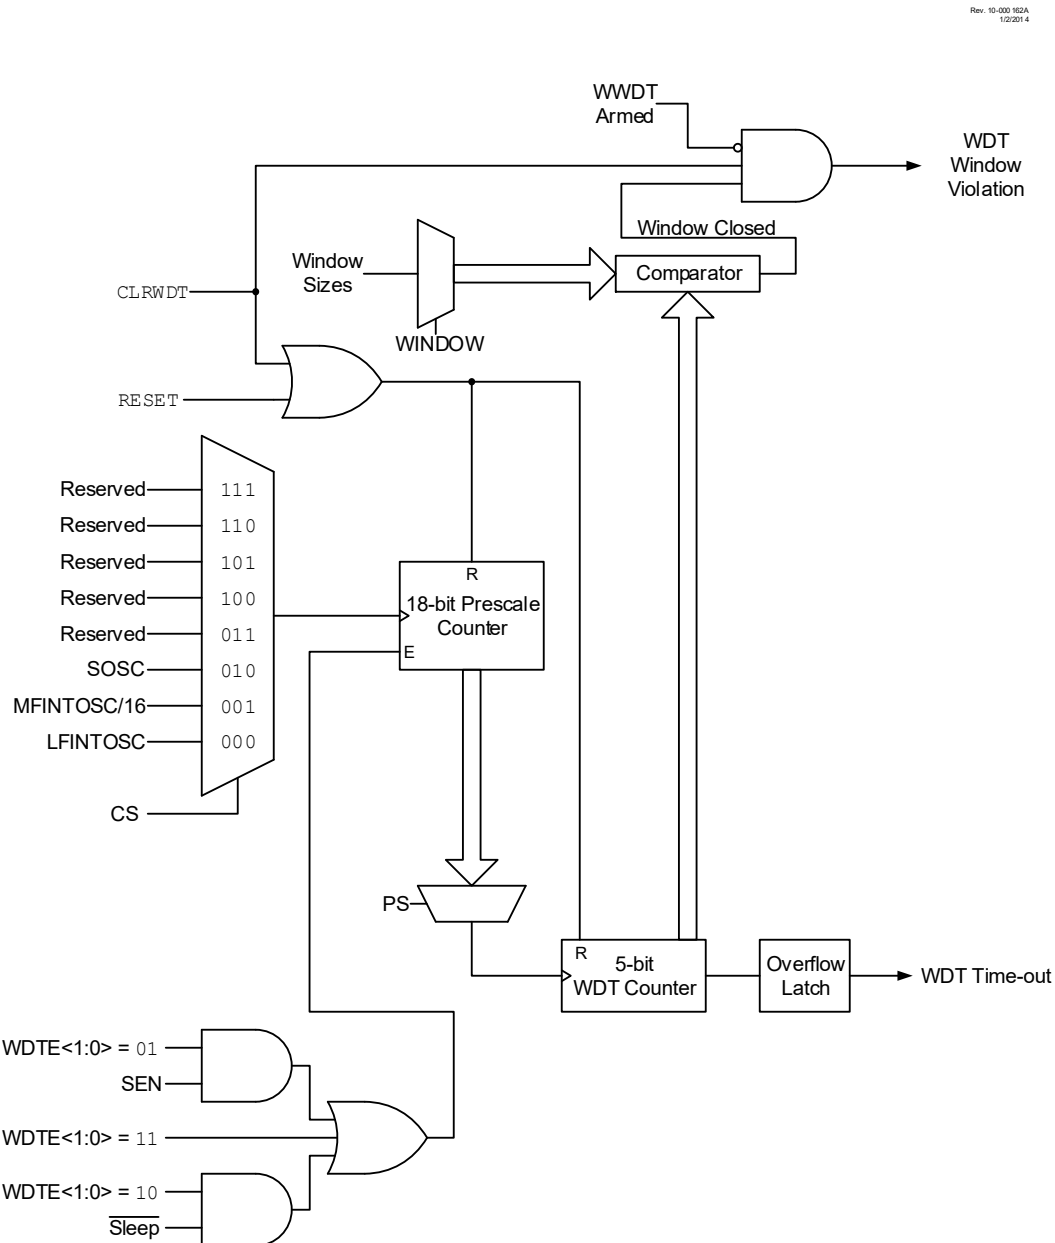 Rev. 10-000 162A
1/2/2014
WWDT
Armed
WDT
Window
Violation
Window Closed
Window
Sizes
Comparator
CLRWDT
WINDOW
RESET
Reserved 111
Reserved 110
Reserved 101
Reserved 100
Reserved 011
SOSC 010
MFINTOSC/16 001
LFINTOSC 000
CS
R
18-bit Prescale
Counter
E
PS
R
5-bit
WDT Counter
Overflow
Latch
WDT Time-out
WDTE<1:0> = 01
SEN
WDTE<1:0> = 11
WDTE<1:0> = 10
Sleep